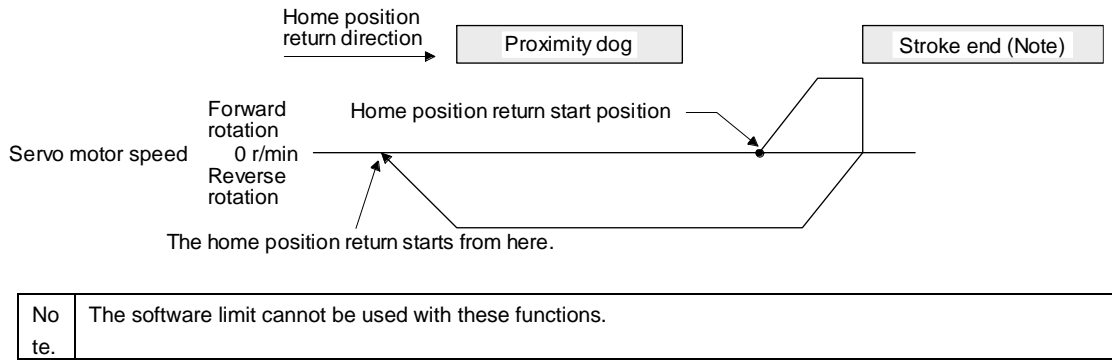 Home position
return direction
Proximity dog
Stroke end (Note)
Forward
rotation
Home position return start position
Servo motor speed
0 r/min
Reverse
rotation
The home position return starts from here.
No
te.
The software limit cannot be used with these functions.